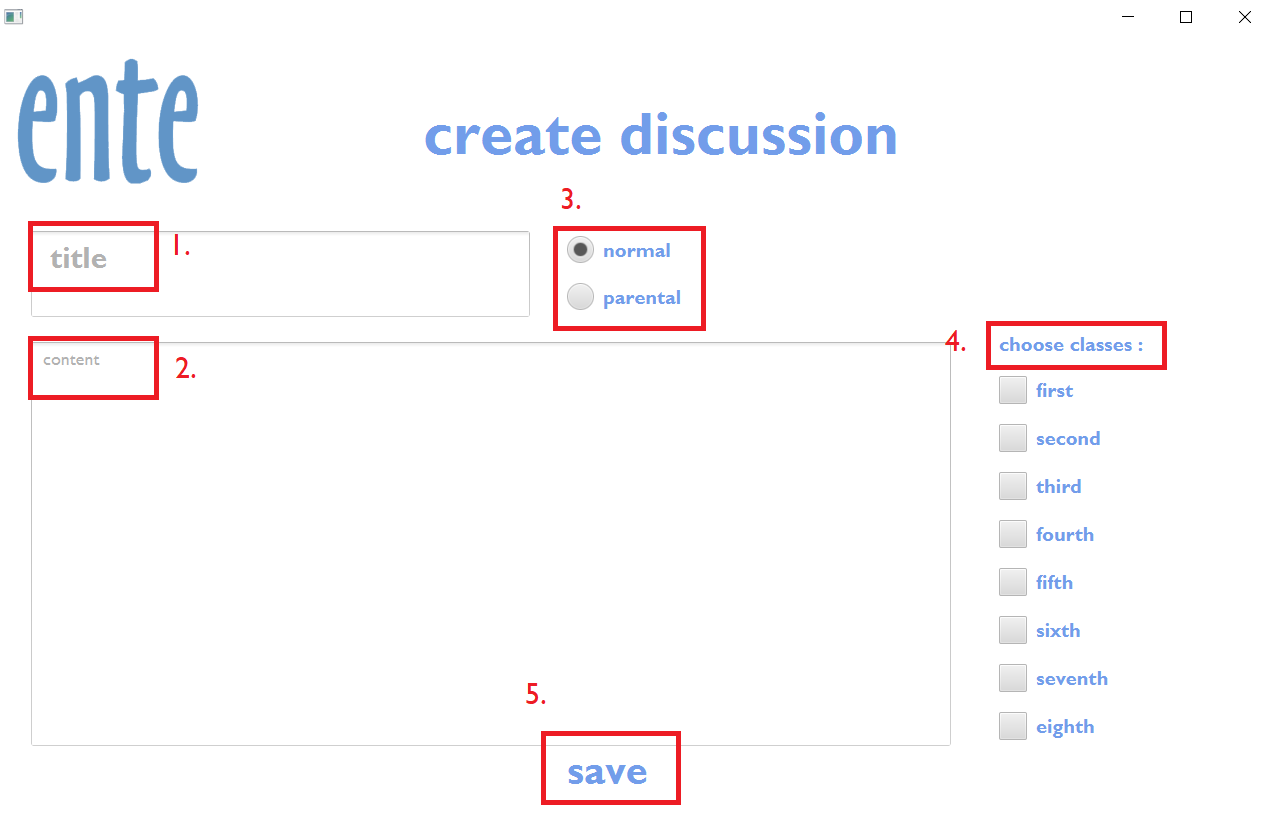 ente
create discussion
3.
title
1.
normal
parental
content
2.
4.
choose classes :
first
second
third
fourth
fifth
sixth
seventh
eighth
5.
save